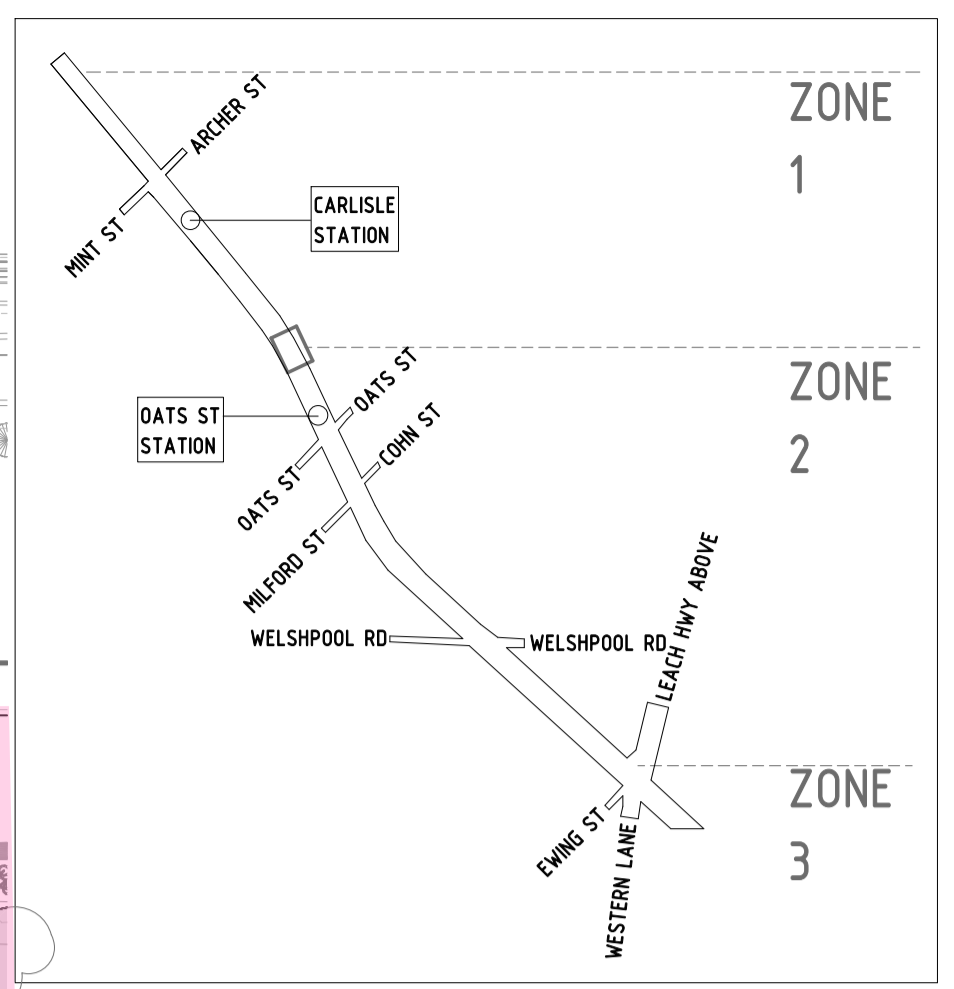 ZONE
1
ARCHER ST
MINT ST
CARLISLE
STATION
ZONE
2
OATS ST
OATS ST
STATION
COHN ST
OATS ST
MILFORD ST
WELSHPOOL RD
WELSHPOOL RD
LEACH HWY ABOVE
ZONE
3
EWING ST
WESTERN LANE